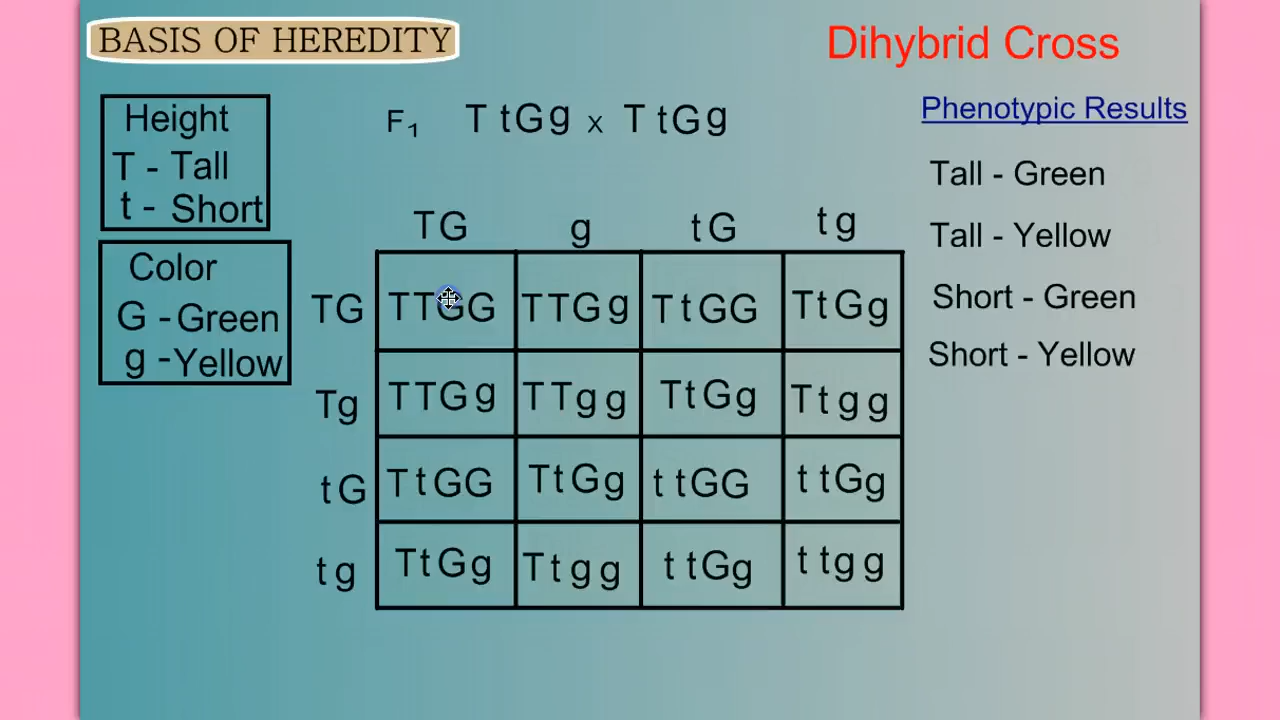 BASIS OF HEREDITY
Dihybrid Cross
Height
T - Tall
t - Short
Color
G - Green
g - Yellow
F₁ TtGg x TtGg
TG g tG tg
TG TTGG TTGg TtGG TtGg
Tg TTGg TTgg TtGg Ttgg
tG TtGG TtGg ttGG ttGg
tg TtGg Ttgg ttGg ttgg
Phenotypic Results
Tall - Green
Tall - Yellow
Short - Green
Short - Yellow